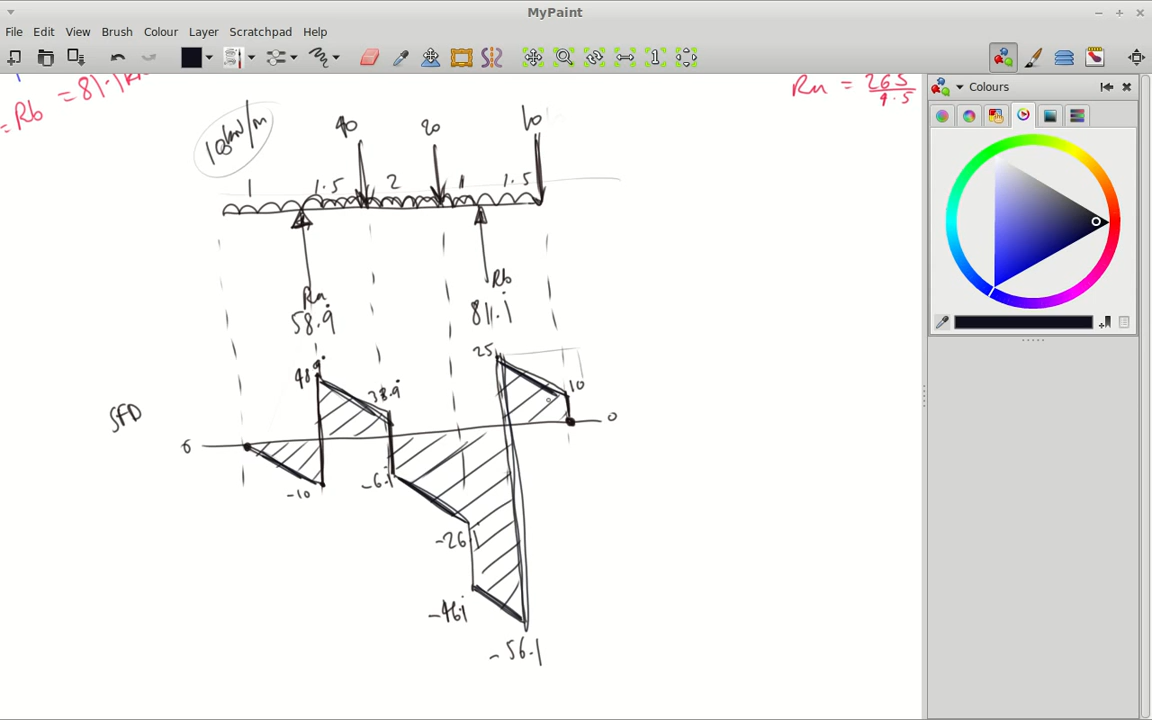 MyPaint
File Edit View Brush Colour Layer Scratchpad Help
Colours
= Rb = 81.1kN
Ra = 265
4.5
10kN/m
40 20 10
1 1.5 2 1 1.5
Ra Rb
58.9̇ 81.1̇
25
48.9̇ 38.9̇ 10
SFD
0 0
-10 -6.1̇
-26.1̇
-46.1̇
-56.1